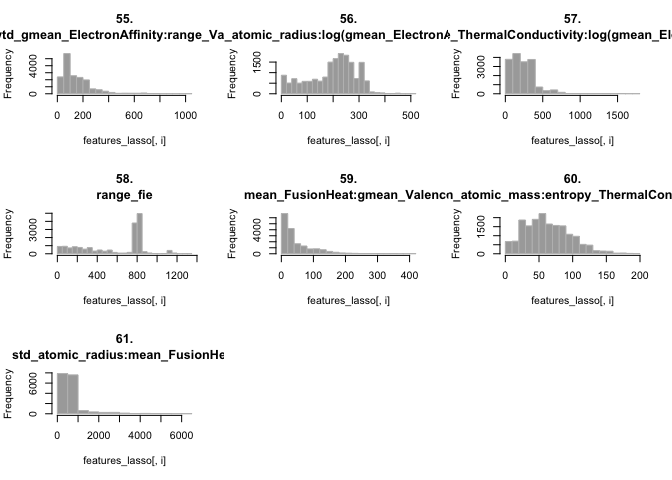 55.
56.
57.
wtd_gmean_ElectronAffinity:range_Va
_atomic_radius:log(gmean_ElectronA
_ThermalConductivity:log(gmean_Ele
Frequency
0 4000
0 200 600 1000
features_lasso[, i]
Frequency
0 1500
0 100 300 500
features_lasso[, i]
Frequency
0 3000
0 500 1000 1500
features_lasso[, i]
58.
59.
60.
range_fie
mean_FusionHeat:gmean_Valenc
n_atomic_mass:entropy_ThermalCon
Frequency
0 3000
0 400 800 1200
features_lasso[, i]
Frequency
0 4000
0 100 200 300 400
features_lasso[, i]
Frequency
0 1500
0 50 100 150 200
features_lasso[, i]
61.
std_atomic_radius:mean_FusionHe
Frequency
0 6000
0 2000 4000 6000
features_lasso[, i]